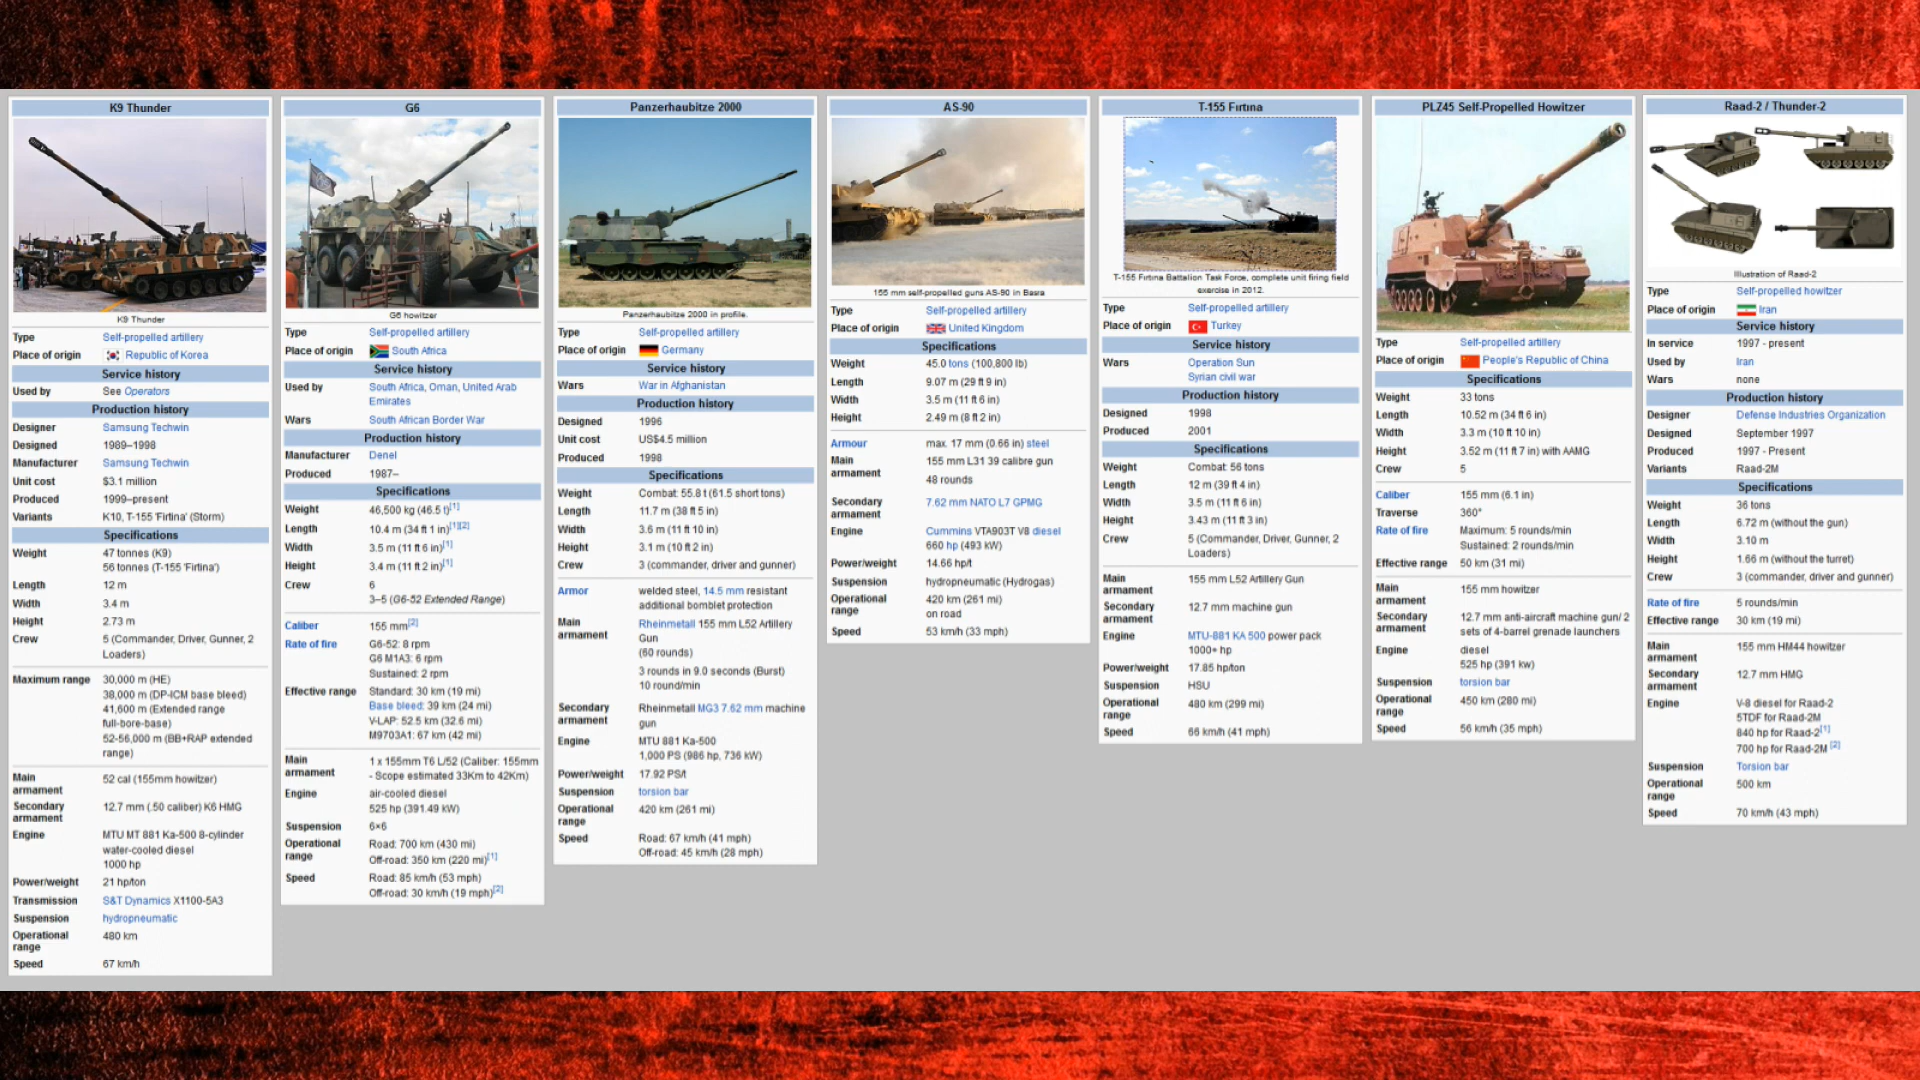 K9 Thunder
K9 Thunder
Type Self-propelled artillery
Place of origin Republic of Korea
Service history
Used by See Operators
Production history
Designer Samsung Techwin
Designed 1989–1998
Manufacturer Samsung Techwin
Unit cost $3.1 million
Produced 1999–present
Variants K10, T-155 'Firtina' (Storm)
Specifications
Weight 47 tonnes (K9)
56 tonnes (T-155 'Firtina')
Length 12 m
Width 3.4 m
Height 2.73 m
Crew 5 (Commander, Driver, Gunner, 2
Loaders)
Maximum range 30,000 m (HE)
38,000 m (DP-ICM base bleed)
41,600 m (Extended range
full-bore-base)
52-56,000 m (BB+RAP extended
range)
Main
armament 52 cal (155mm howitzer)
Secondary
armament 12.7 mm (.50 caliber) K6 HMG
Engine MTU MT 881 Ka-500 8-cylinder
water-cooled diesel
1000 hp
Power/weight 21 hp/ton
Transmission S&T Dynamics X1100-5A3
Suspension hydropneumatic
Operational
range 480 km
Speed 67 km/h
G6
G6 howitzer
Type Self-propelled artillery
Place of origin South Africa
Service history
Used by South Africa, Oman, United Arab
Emirates
Wars South African Border War
Production history
Manufacturer Denel
Produced 1987–
Specifications
Weight 46,500 kg (46.5 t)[1]
Length 10.4 m (34 ft 1 in)[1][2]
Width 3.5 m (11 ft 6 in)[1]
Height 3.4 m (11 ft 2 in)[1]
Crew 6
3–5 (G6-52 Extended Range)
Caliber 155 mm[2]
Rate of fire G6-52: 8 rpm
G6 M1A3: 6 rpm
Sustained: 2 rpm
Effective range Standard: 30 km (19 mi)
Base bleed: 39 km (24 mi)
V-LAP: 52.5 km (32.6 mi)
M9703A1: 67 km (42 mi)
Main
armament 1 x 155mm T6 L/52 (Caliber: 155mm
- Scope estimated 33Km to 42Km)
Engine air-cooled diesel
525 hp (391.49 kW)
Suspension 6×6
Operational
range Road: 700 km (430 mi)
Off-road: 350 km (220 mi)[1]
Speed Road: 85 km/h (53 mph)
Off-road: 30 km/h (19 mph)[2]
Panzerhaubitze 2000
Panzerhaubitze 2000 in profile.
Type Self-propelled artillery
Place of origin Germany
Service history
Wars War in Afghanistan
Production history
Designed 1996
Unit cost US$4.5 million
Produced 1998
Specifications
Weight Combat: 55.8 t (61.5 short tons)
Length 11.7 m (38 ft 5 in)
Width 3.6 m (11 ft 10 in)
Height 3.1 m (10 ft 2 in)
Crew 3 (commander, driver and gunner)
Armor welded steel, 14.5 mm resistant
additional bomblet protection
Main
armament Rheinmetall 155 mm L52 Artillery
Gun
(60 rounds)
3 rounds in 9.0 seconds (Burst)
10 round/min
Secondary
armament Rheinmetall MG3 7.62 mm machine
gun
Engine MTU 881 Ka-500
1,000 PS (986 hp, 736 kW)
Power/weight 17.92 PS/t
Suspension torsion bar
Operational
range 420 km (261 mi)
Speed Road: 67 km/h (41 mph)
Off-road: 45 km/h (28 mph)
AS-90
155 mm self-propelled guns AS-90 in Basra
Type Self-propelled artillery
Place of origin United Kingdom
Specifications
Weight 45.0 tons (100,800 lb)
Length 9.07 m (29 ft 9 in)
Width 3.5 m (11 ft 6 in)
Height 2.49 m (8 ft 2 in)
Armour max. 17 mm (0.66 in) steel
Main
armament 155 mm L31 39 calibre gun
48 rounds
Secondary
armament 7.62 mm NATO L7 GPMG
Engine Cummins VTA903T V8 diesel
660 hp (493 kW)
Power/weight 14.66 hp/t
Suspension hydropneumatic (Hydrogas)
Operational
range 420 km (261 mi)
on road
Speed 53 km/h (33 mph)
T-155 Fırtına
T-155 Fırtına Battalion Task Force, complete unit firing field
exercise in 2012.
Type Self-propelled artillery
Place of origin Turkey
Service history
Wars Operation Sun
Syrian civil war
Production history
Designed 1998
Produced 2001
Specifications
Weight Combat: 56 tons
Length 12 m (39 ft 4 in)
Width 3.5 m (11 ft 6 in)
Height 3.43 m (11 ft 3 in)
Crew 5 (Commander, Driver, Gunner, 2
Loaders)
Main
armament 155 mm L52 Artillery Gun
Secondary
armament 12.7 mm machine gun
Engine MTU-881 KA 500 power pack
1000+ hp
Power/weight 17.85 hp/ton
Suspension HSU
Operational
range 480 km (299 mi)
Speed 66 km/h (41 mph)
PLZ45 Self-Propelled Howitzer
Type Self-propelled artillery
Place of origin People's Republic of China
Specifications
Weight 33 tons
Length 10.52 m (34 ft 6 in)
Width 3.3 m (10 ft 10 in)
Height 3.52 m (11 ft 7 in) with AAMG
Crew 5
Caliber 155 mm (6.1 in)
Traverse 360°
Rate of fire Maximum: 5 rounds/min
Sustained: 2 rounds/min
Effective range 50 km (31 mi)
Main
armament 155 mm howitzer
Secondary
armament 12.7 mm anti-aircraft machine gun/ 2
sets of 4-barrel grenade launchers
Engine diesel
525 hp (391 kw)
Suspension torsion bar
Operational
range 450 km (280 mi)
Speed 56 km/h (35 mph)
Raad-2 / Thunder-2
Illustration of Raad-2
Type Self-propelled howitzer
Place of origin Iran
Service history
In service 1997 - present
Used by Iran
Wars none
Production history
Designer Defense Industries Organization
Designed September 1997
Produced 1997 - Present
Variants Raad-2M
Specifications
Weight 36 tons
Length 6.72 m (without the gun)
Width 3.10 m
Height 1.66 m (without the turret)
Crew 3 (commander, driver and gunner)
Rate of fire 5 rounds/min
Effective range 30 km (19 mi)
Main
armament 155 mm HM44 howitzer
Secondary
armament 12.7 mm HMG
Engine V-8 diesel for Raad-2
5TDF for Raad-2M
840 hp for Raad-2[1]
700 hp for Raad-2M [2]
Suspension Torsion bar
Operational
range 500 km
Speed 70 km/h (43 mph)